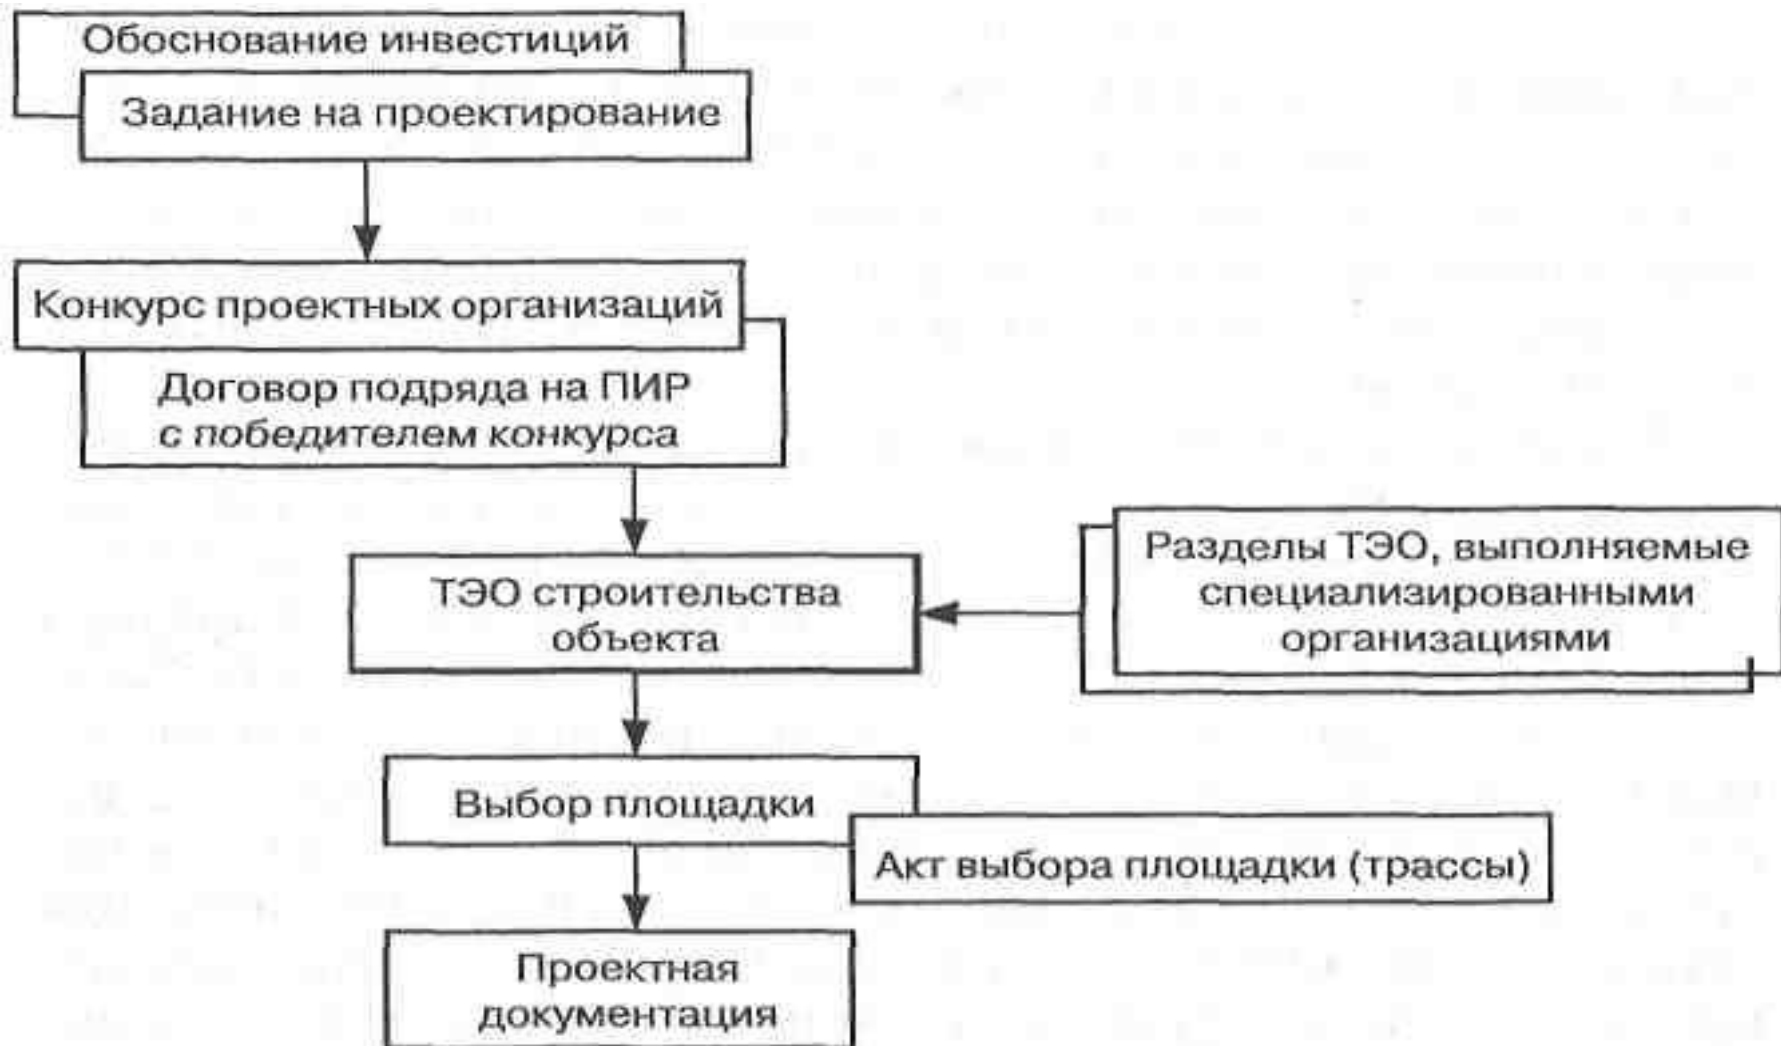 Обоснование инвестиций
Задание на проектирование
Конкурс проектных организаций
Договор подряда на ПИР
с победителем конкурса
ТЭО строительства
объекта
Разделы ТЭО, выполняемые
специализированными
организациями
Выбор площадки
Акт выбора площадки (трассы)
Проектная
документация